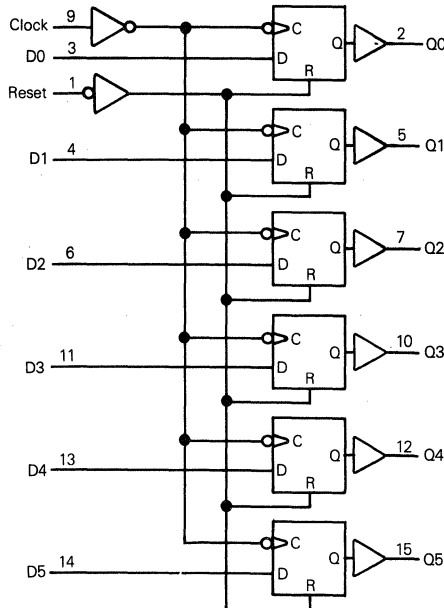 Clock 9 C Q 2 Q0
D0 3 D
Reset 1 R
C Q 5 Q1
D1 4 D
R
C Q 7 Q2
D2 6 D
R
C Q 10 Q3
D3 11 D
R
C Q 12 Q4
D4 13 D
R
C Q 15 Q5
D5 14 D
R